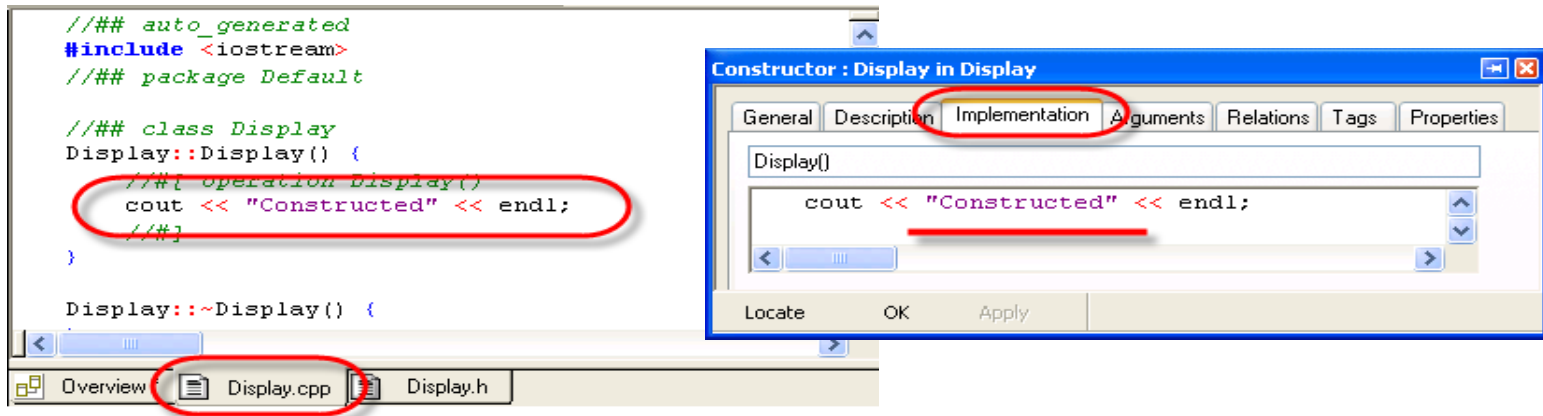 //## auto_generated
#include <iostream>
//## package Default
//## class Display
Display::Display() {
//#[ operation Display()
cout << "Constructed" << endl;
//#]
}
Display::~Display() {
Overview
Display.cpp
Display.h
Constructor : Display in Display
General Description Implementation Arguments Relations Tags Properties
Display()
cout << "Constructed" << endl;
Locate OK Apply